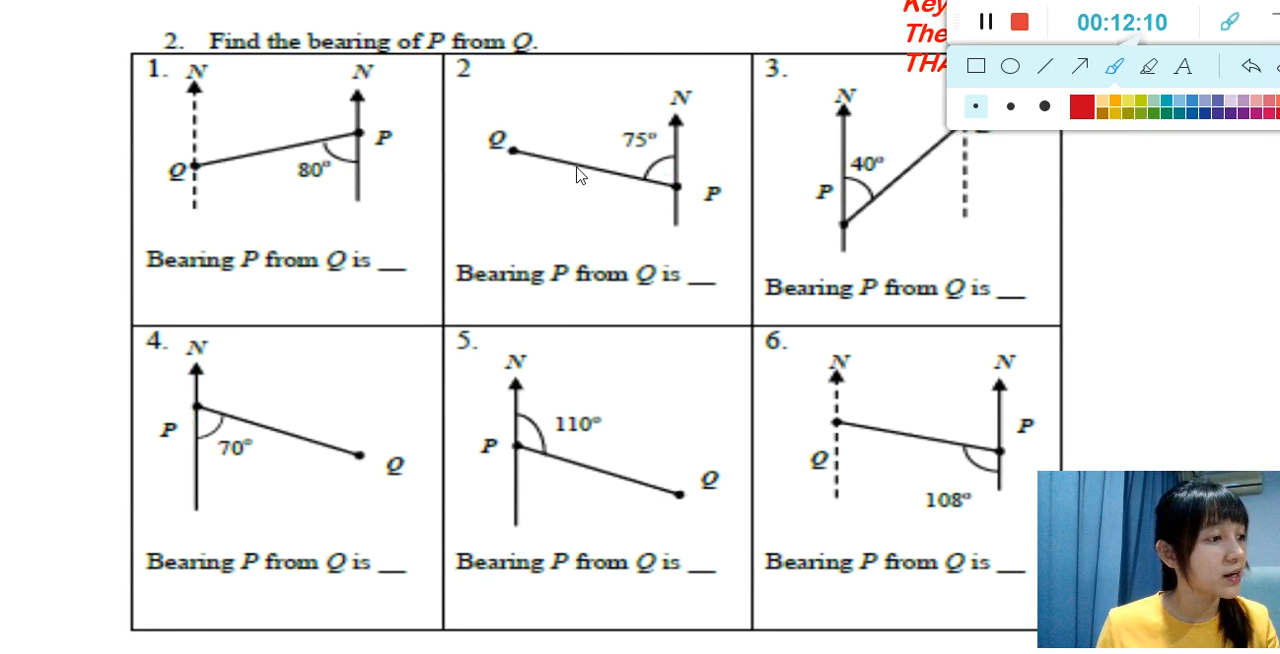 Key
The
THA
00:12:10
A
2. Find the bearing of P from Q.
1. N N
Q P
80°
Bearing P from Q is __
2
N
Q 75°
P
Bearing P from Q is __
3.
N
40°
P
Bearing P from Q is __
4. N
P
70°
Q
Bearing P from Q is __
5.
N
110°
P
Q
Bearing P from Q is __
6.
N N
P
Q
108°
Bearing P from Q is __